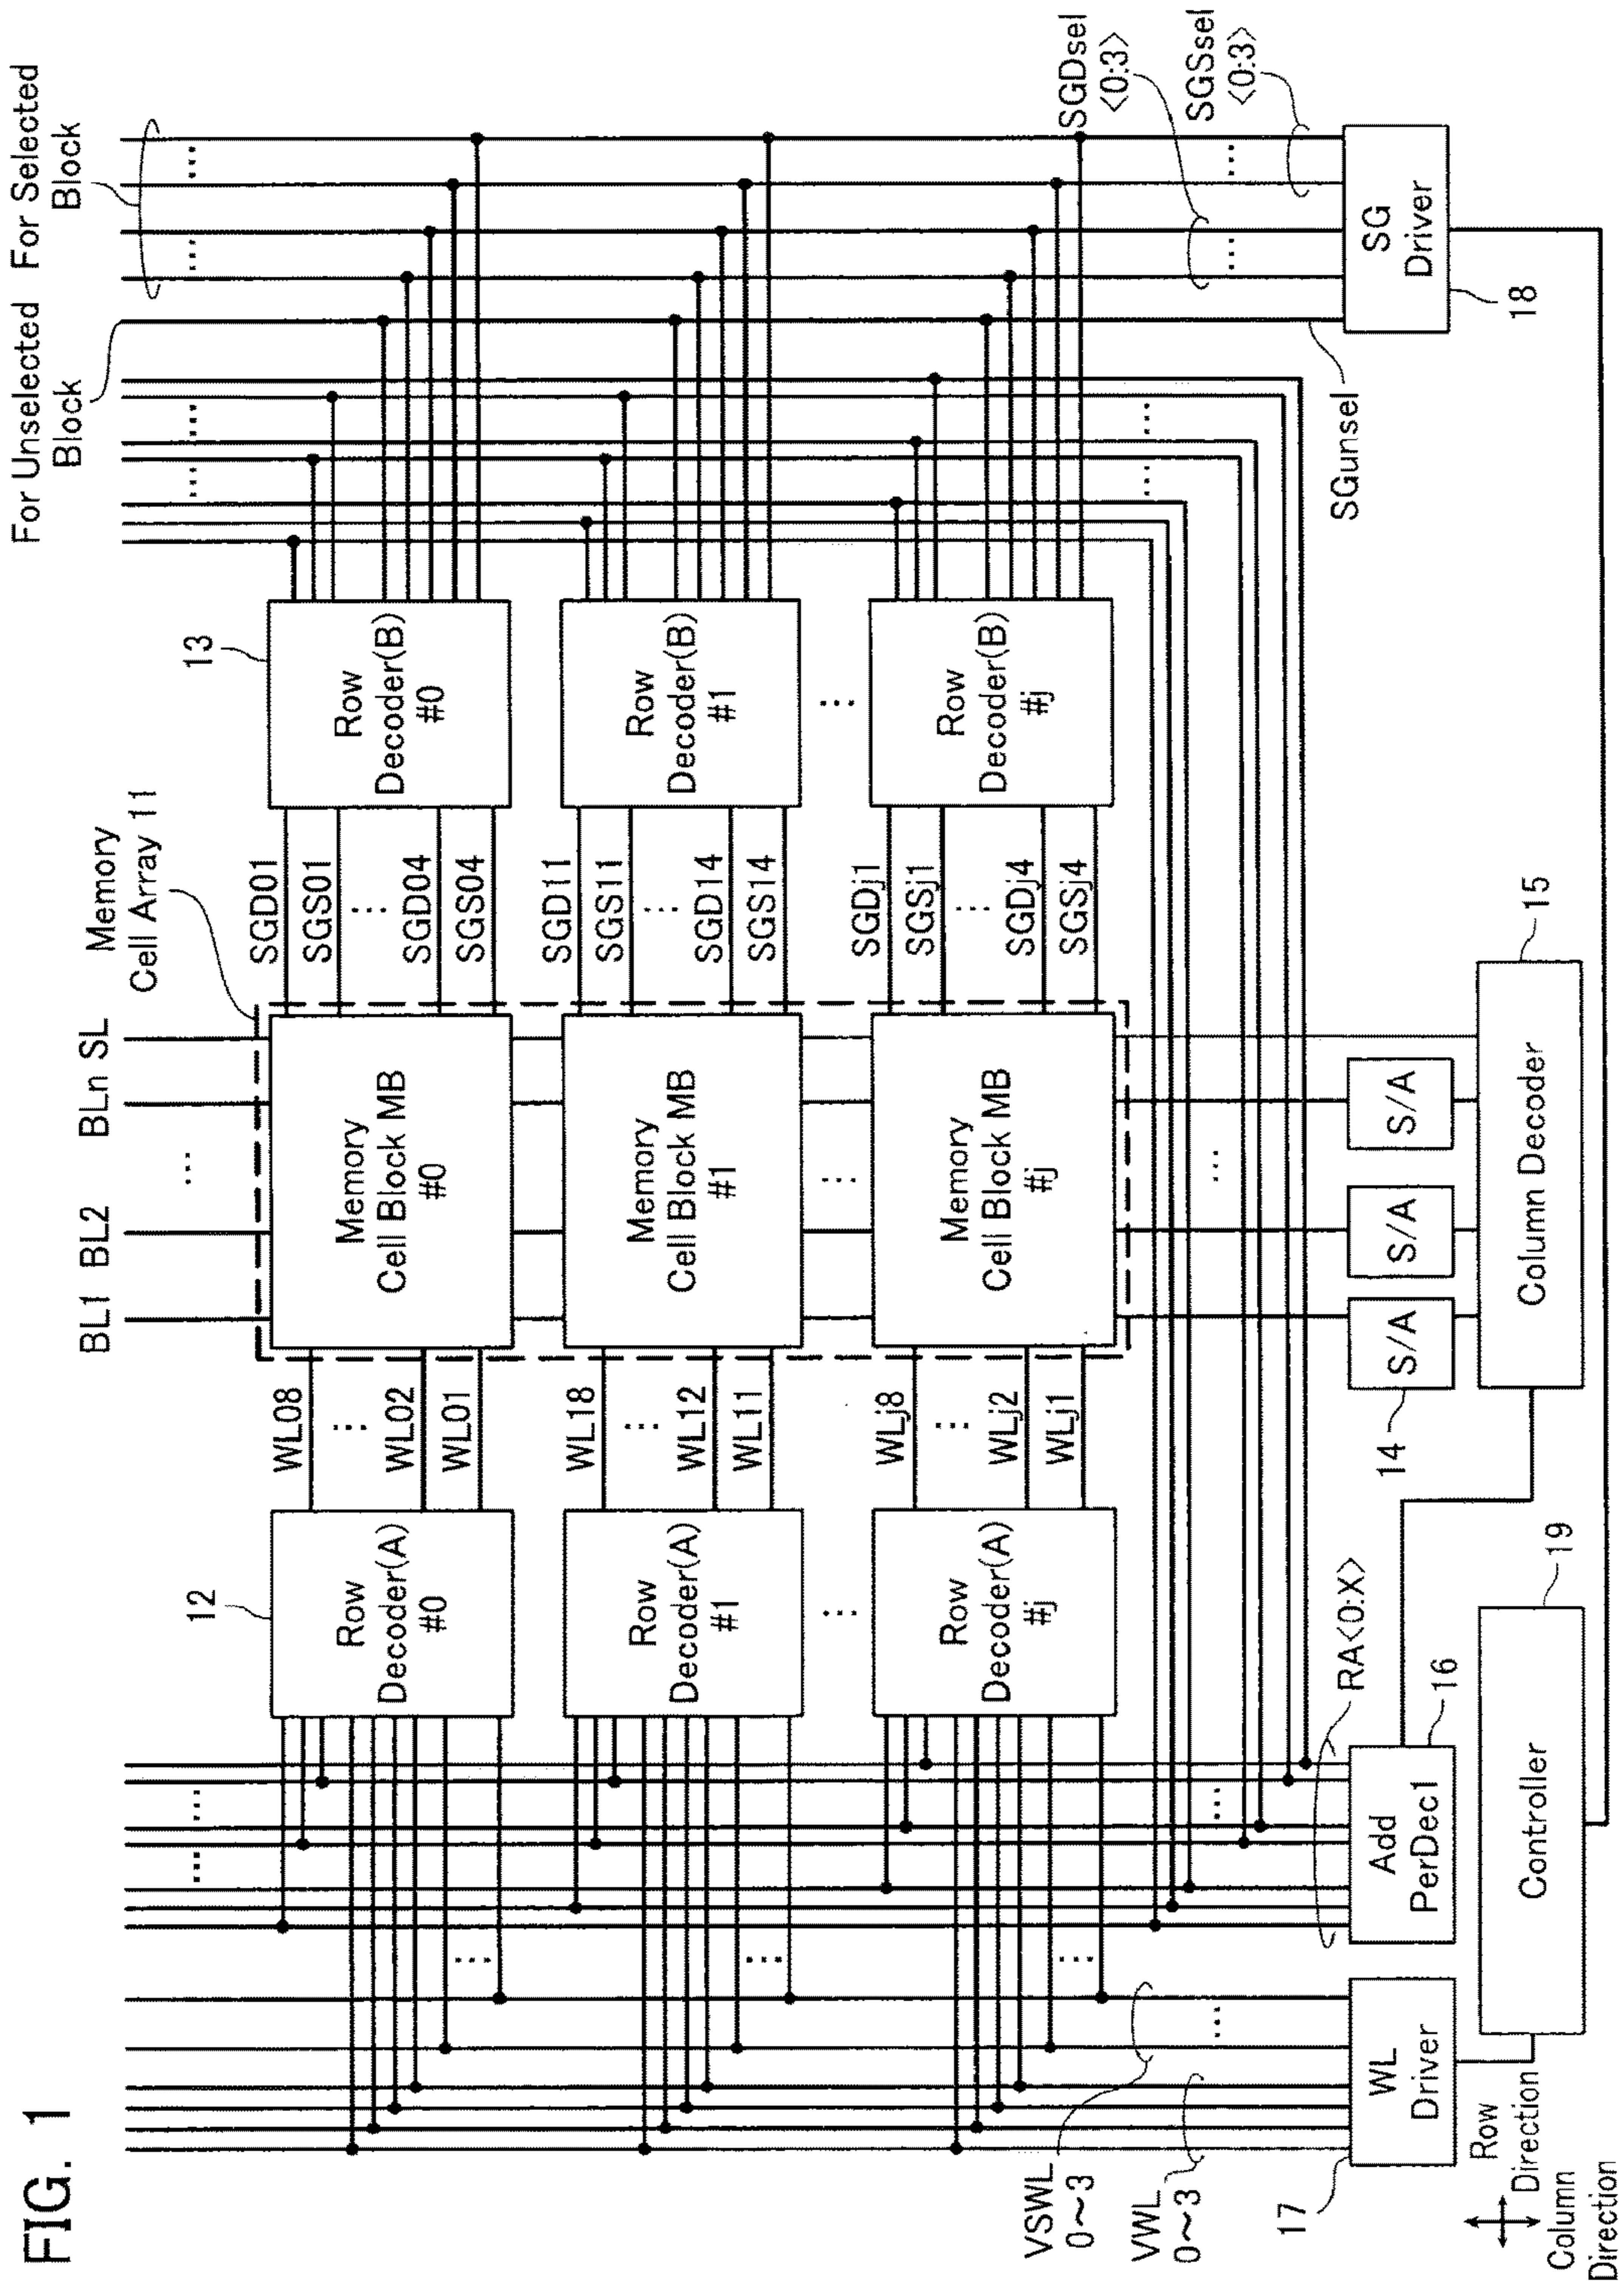 FIG. 1
BL1
BL2
...
BLn
SL
Memory
Cell Array 11
For Unselected
Block
For Selected
Block
12
Row
Decoder(A)
#0
WL08
...
WL02
WL01
Memory
Cell Block MB
#0
SGD01
SGS01
...
SGD04
SGS04
13
Row
Decoder(B)
#0
Row
Decoder(A)
#1
WL18
...
WL12
WL11
Memory
Cell Block MB
#1
SGD11
SGS11
...
SGD14
SGS14
Row
Decoder(B)
#1
...
Row
Decoder(A)
#j
WLj8
...
WLj2
WLj1
Memory
Cell Block MB
#j
SGDj1
SGSj1
...
SGDj4
SGSj4
Row
Decoder(B)
#j
VSWL
0~3
VWL
0~3
RA<0:X>
SGunsel
SGDsel
<0:3>
SGSsel
<0:3>
17
WL
Driver
Add
PerDec1
16
14
S/A
S/A
S/A
SG
Driver
18
Column Decoder
15
Controller
19
Row
Direction
Column
Direction